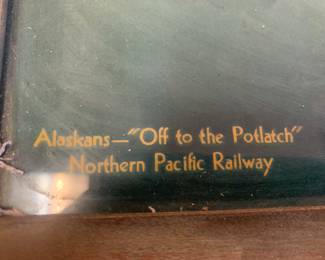 Alaskans—"Off to the Potlatch"
Northern Pacific Railway